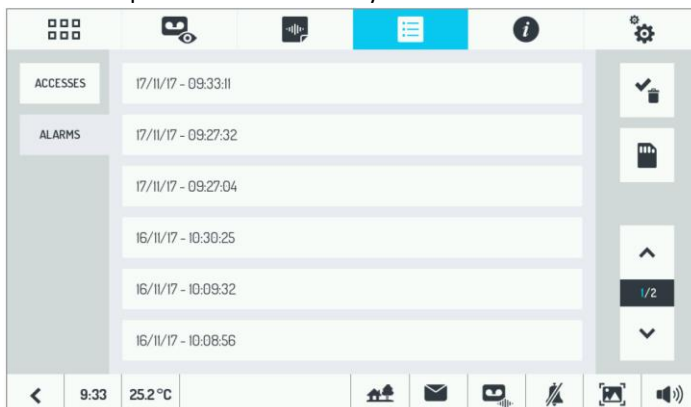 ACCESSES
ALARMS
17/11/17 - 09:33:11
17/11/17 - 09:27:32
17/11/17 - 09:27:04
16/11/17 - 10:30:25
16/11/17 - 10:09:32
16/11/17 - 10:08:56
1/2
9:33
25.2 °C